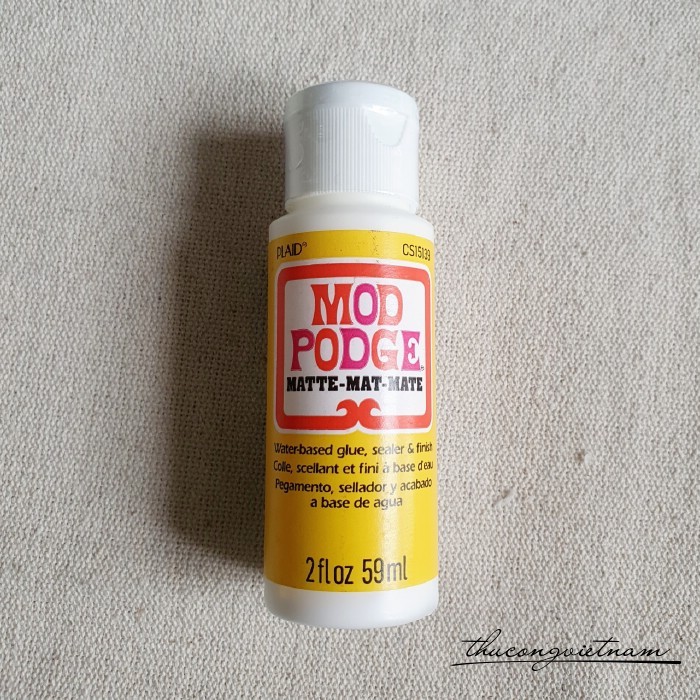 PLAID® CS15139
MOD
PODGE®
MATTE-MAT-MATE
Water-based glue, sealer & finish
Colle, scellant et fini à base d'eau
Pegamento, sellador y acabado
a base de agua
2 fl oz 59 ml
thucongvietnam